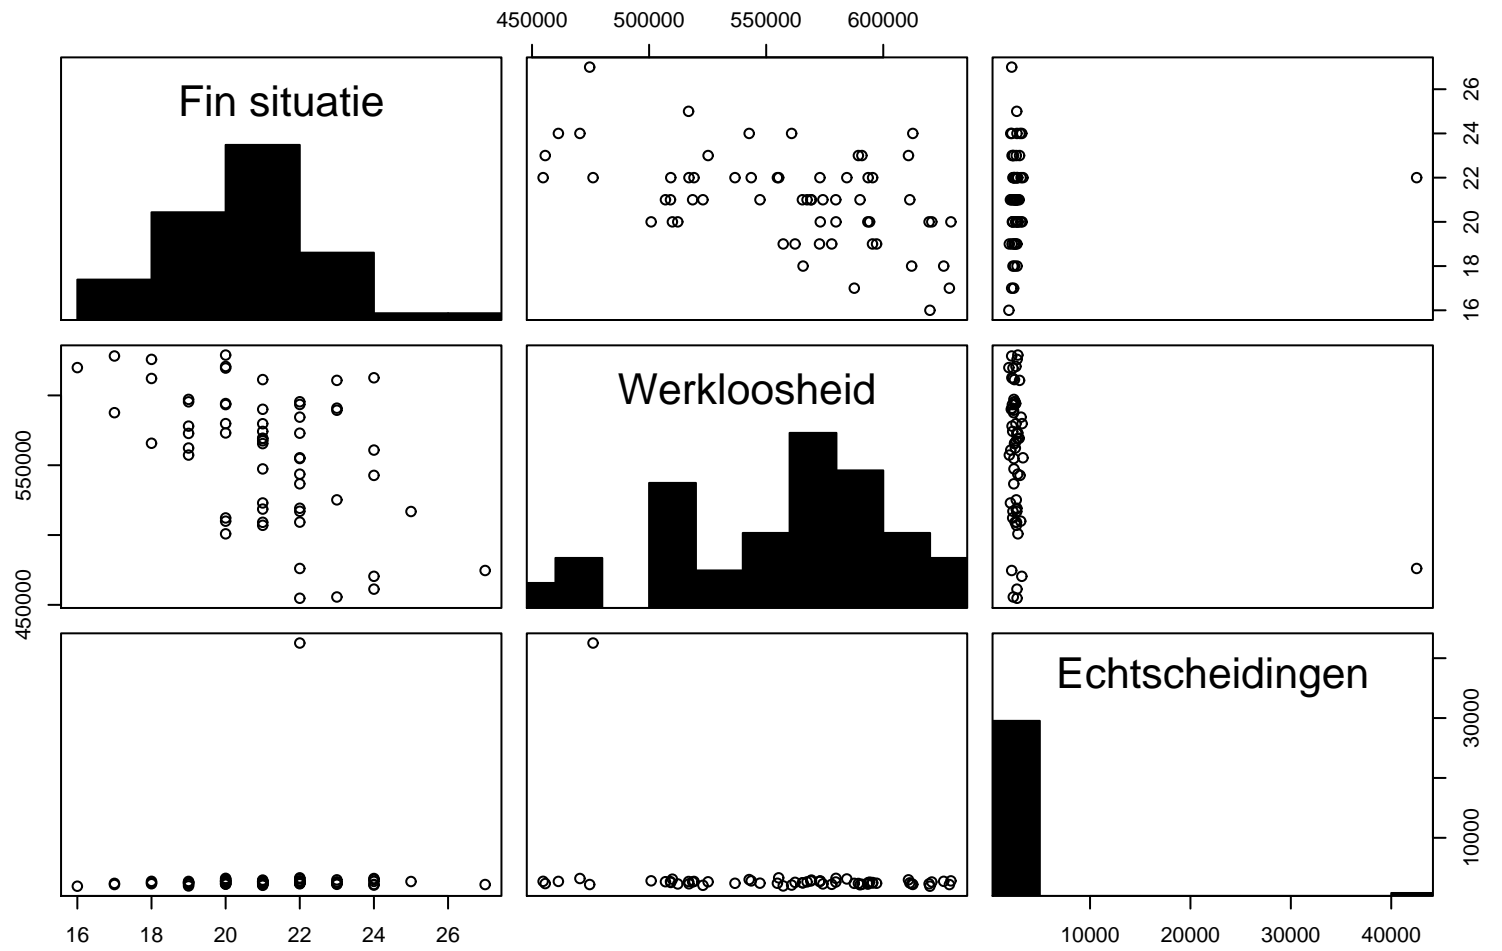 450000 500000 550000 600000
Fin situatie
16 18 20 22 24 26
450000 550000
Werkloosheid
Echtscheidingen
10000 30000
16 18 20 22 24 26
10000 20000 30000 40000